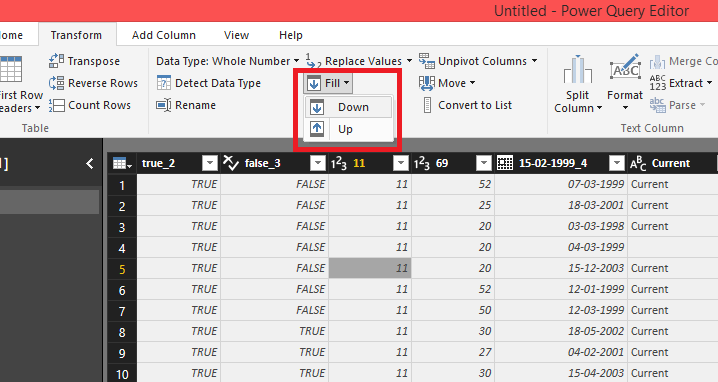 Untitled - Power Query Editor
ome Transform Add Column View Help
Transpose Data Type: Whole Number Replace Values Unpivot Columns Merge Co
First Row Reverse Rows Detect Data Type Fill Move Split Format Extract
eaders Count Rows Rename Down Convert to List Column Parse
Up
Table Text Column
] true_2 false_3 11 69 15-02-1999_4 Current
1 TRUE FALSE 11 52 07-03-1999 Current
2 TRUE FALSE 11 25 18-03-2001 Current
3 TRUE FALSE 11 20 03-03-1998 Current
4 TRUE FALSE 11 20 04-03-1999
5 TRUE FALSE 11 20 15-12-2003 Current
6 TRUE FALSE 11 52 12-01-1999 Current
7 TRUE FALSE 11 50 12-03-1999 Current
8 TRUE TRUE 11 30 18-05-2002 Current
9 TRUE TRUE 11 27 04-02-2001 Current
10 TRUE TRUE 11 30 15-04-2003 Current